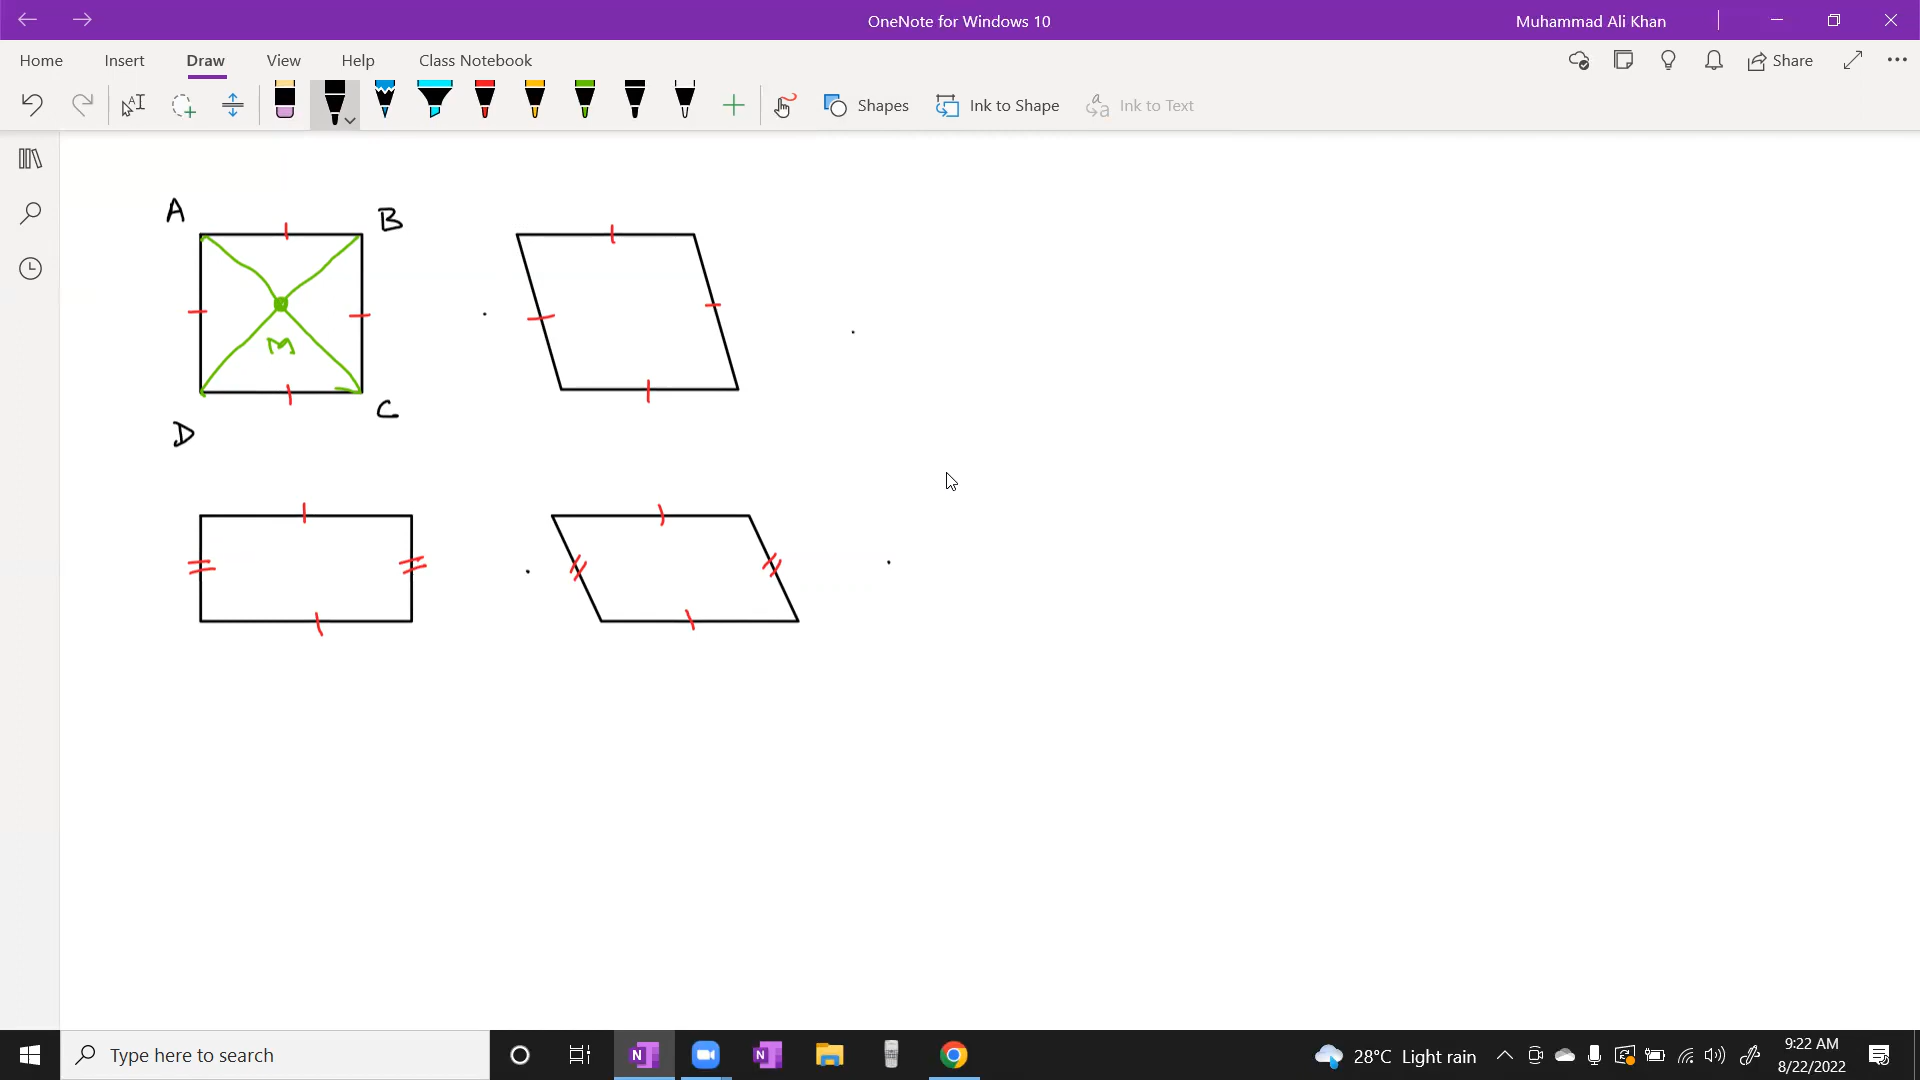 OneNote for Windows 10
Muhammad Ali Khan
Home Insert Draw View Help Class Notebook
Share
Shapes Ink to Shape Ink to Text
A B
M
D C
Type here to search
28°C Light rain
9:22 AM
8/22/2022